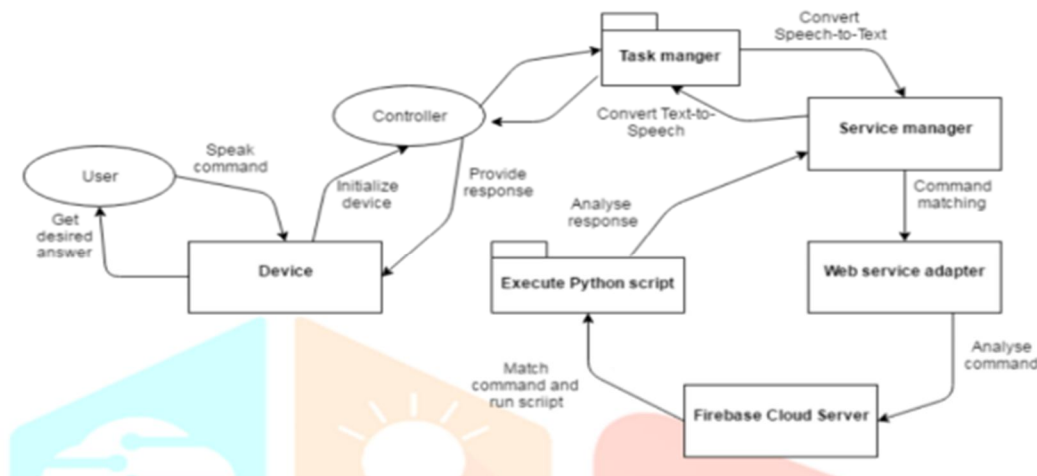 Convert
Speech-to-Text
Task manger
Controller
Convert Text-to-
Speech
Service manager
Speak
command
User
Initialize
device
Provide
response
Analyse
response
Command
matching
Get
desired
answer
Device
Execute Python script
Web service adapter
Match
command and
run scriipt
Analyse
command
Firebase Cloud Server